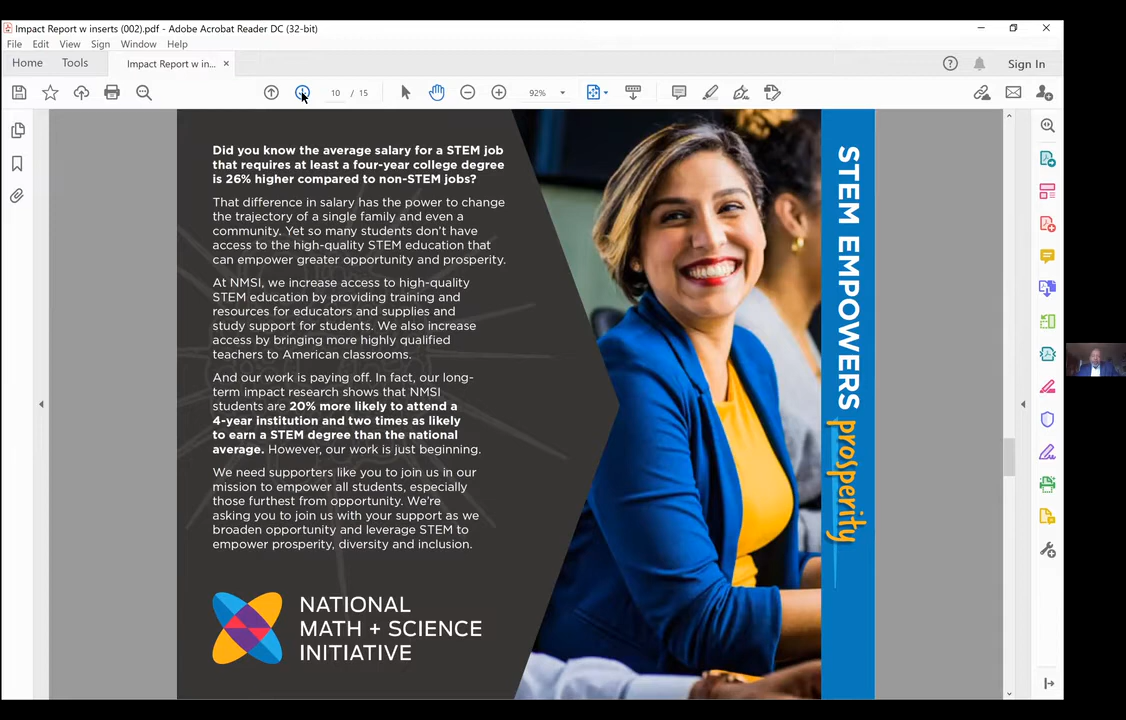 Impact Report w inserts (002).pdf - Adobe Acrobat Reader DC (32-bit)
File Edit View Sign Window Help
Home Tools Impact Report w in... × Sign In
10 / 15 92%
Did you know the average salary for a STEM job
that requires at least a four-year college degree
is 26% higher compared to non-STEM jobs?
That difference in salary has the power to change
the trajectory of a single family and even a
community. Yet so many students don't have
access to the high-quality STEM education that
can empower greater opportunity and prosperity.
At NMSI, we increase access to high-quality
STEM education by providing training and
resources for educators and supplies and
study support for students. We also increase
access by bringing more highly qualified
teachers to American classrooms.
And our work is paying off. In fact, our long-
term impact research shows that NMSI
students are 20% more likely to attend a
4-year institution and two times as likely
to earn a STEM degree than the national
average. However, our work is just beginning.
We need supporters like you to join us in our
mission to empower all students, especially
those furthest from opportunity. We're
asking you to join us with your support as we
broaden opportunity and leverage STEM to
empower prosperity, diversity and inclusion.
NATIONAL
MATH + SCIENCE
INITIATIVE
STEM EMPOWERS prosperity